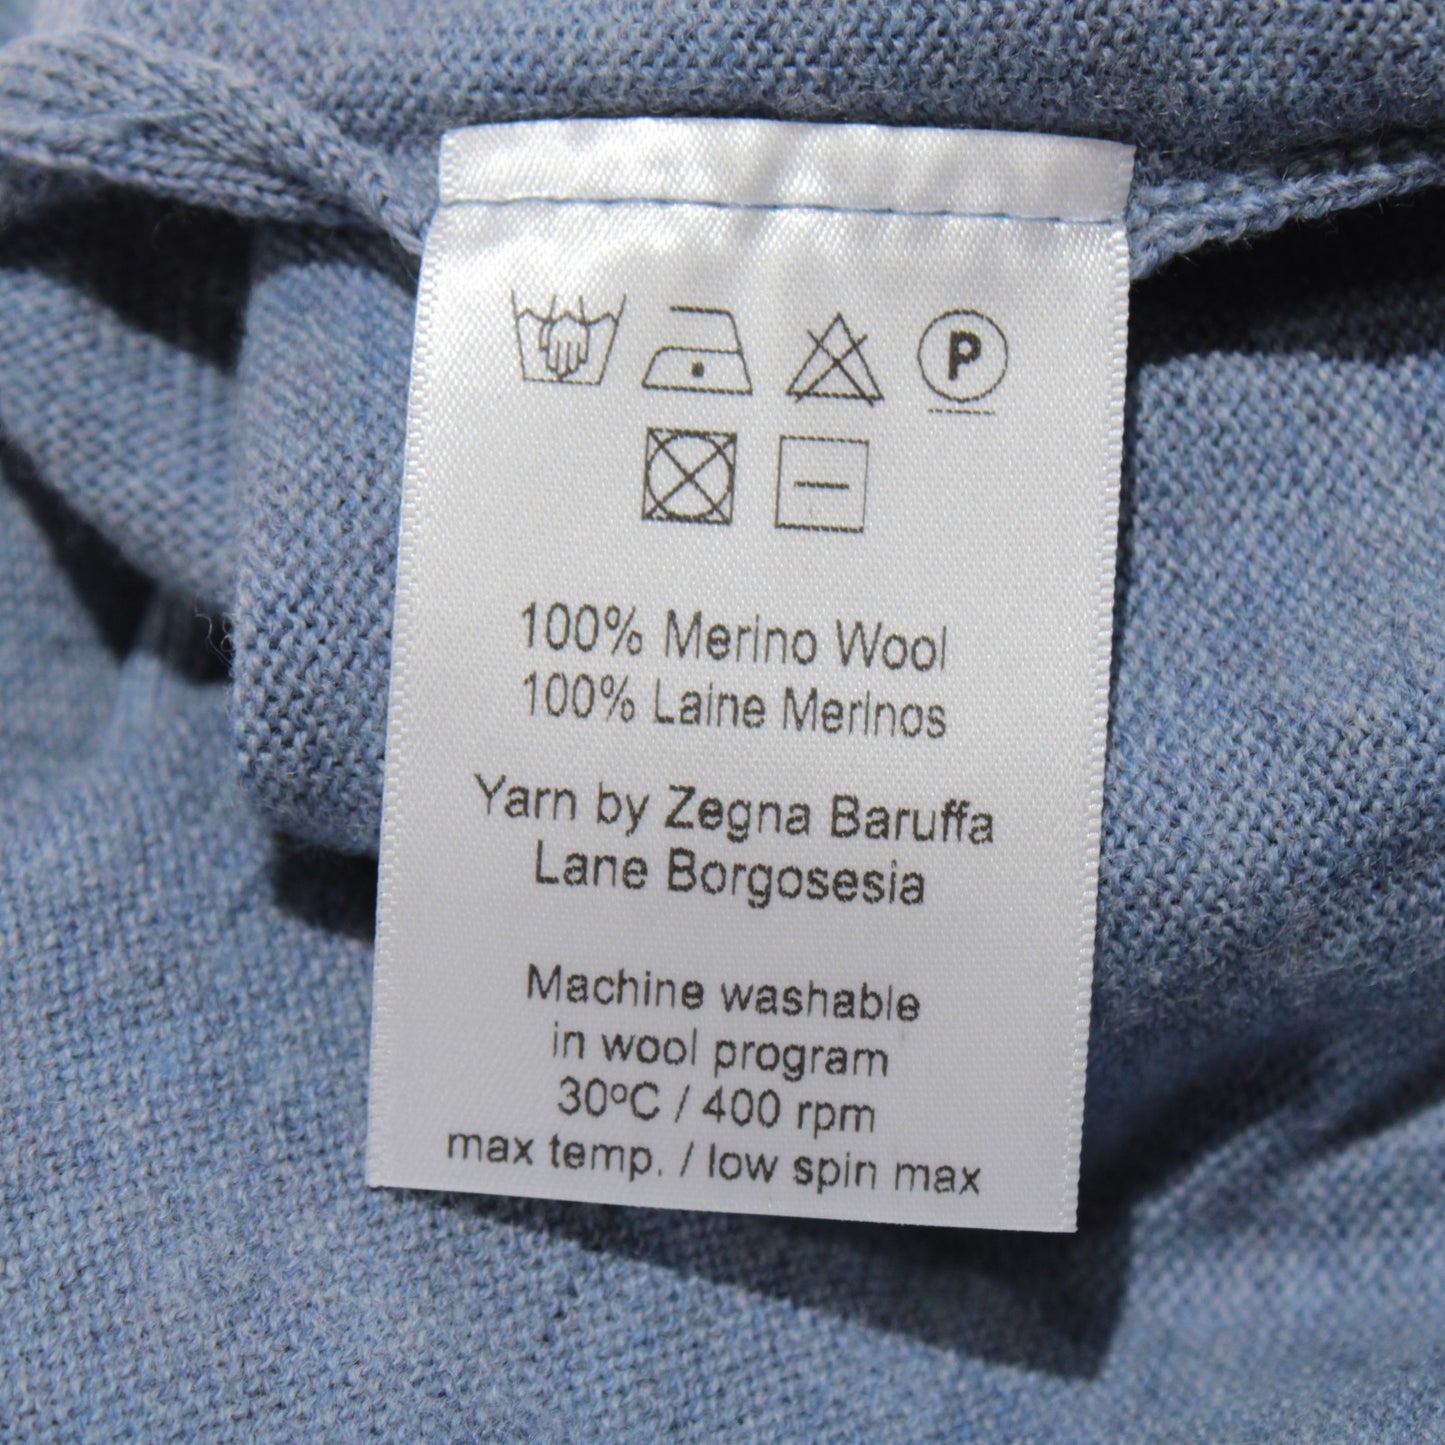 P
100% Merino Wool
100% Laine Merinos
Yarn by Zegna Baruffa
Lane Borgosesia
Machine washable
in wool program
30ºC / 400 rpm
max temp. / low spin max